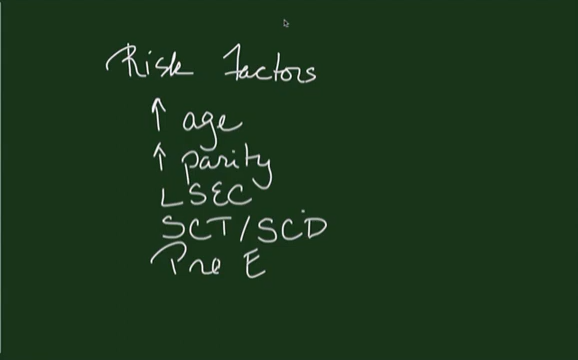 Risk Factors
↑ age
↑ parity
LSEC
SCT/SCD
Pre E